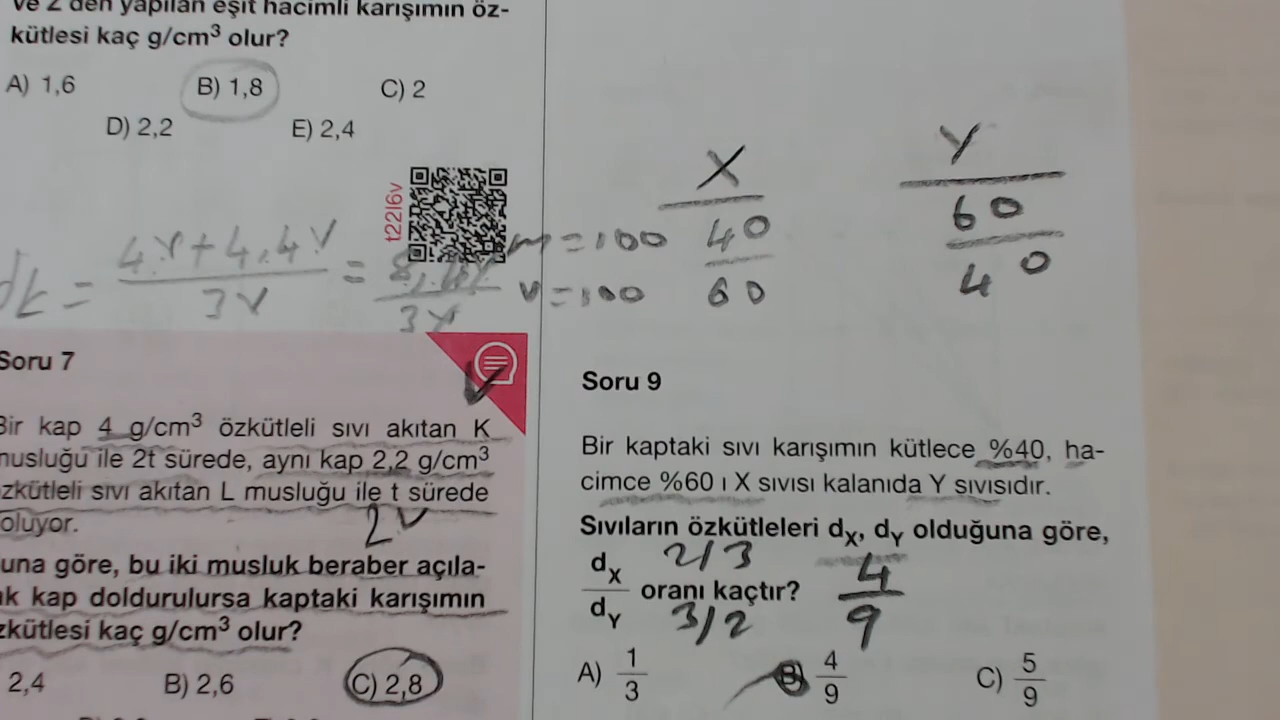 ve Z den yapılan eşit hacimli karışımın öz-
kütlesi kaç g/cm³ olur?
A) 1,6 B) 1,8 C) 2
D) 2,2 E) 2,4
t22l6v
4V+4,4V
3V
=
3V
Soru 7
Bir kap 4 g/cm³ özkütleli sıvı akıtan K
musluğu ile 2t sürede, aynı kap 2,2 g/cm³
zkütleli sıvı akıtan L musluğu ile t sürede
oluyor.
2V
una göre, bu iki musluk beraber açıla-
ak kap doldurulursa kaptaki karışımın
zkütlesi kaç g/cm³ olur?
2,4 B) 2,6 C) 2,8
X Y
m=100 40 60
v=100 60 40
Soru 9
Bir kaptaki sıvı karışımın kütlece %40, ha-
cimce %60 ı X sıvısı kalanıda Y sıvısıdır.
Sıvıların özkütleleri dX, dY olduğuna göre,
dX 2/3 4
oranı kaçtır?
dY 3/2 9
A) 1/3 B) 4/9 C) 5/9